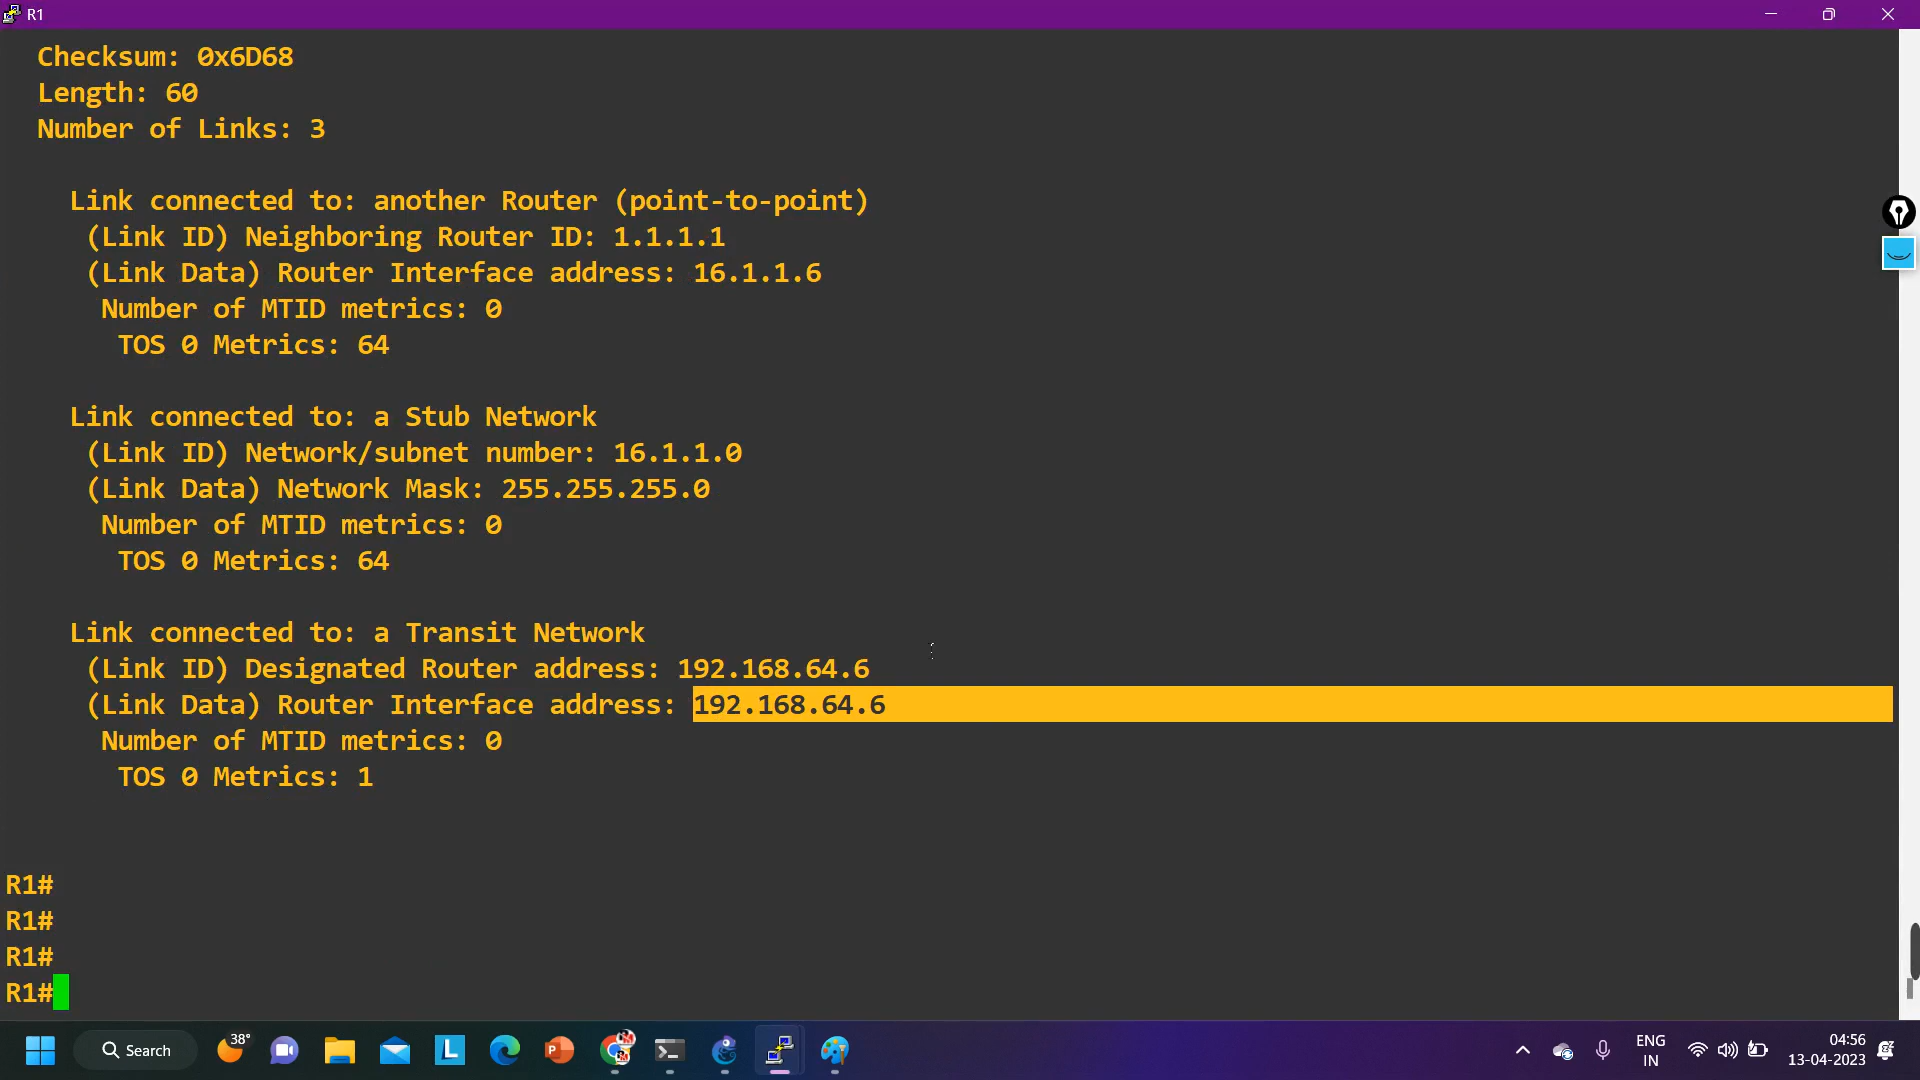 R1
Checksum: 0x6D68
Length: 60
Number of Links: 3
Link connected to: another Router (point-to-point)
(Link ID) Neighboring Router ID: 1.1.1.1
(Link Data) Router Interface address: 16.1.1.6
Number of MTID metrics: 0
TOS 0 Metrics: 64
Link connected to: a Stub Network
(Link ID) Network/subnet number: 16.1.1.0
(Link Data) Network Mask: 255.255.255.0
Number of MTID metrics: 0
TOS 0 Metrics: 64
Link connected to: a Transit Network
(Link ID) Designated Router address: 192.168.64.6
(Link Data) Router Interface address: 192.168.64.6
Number of MTID metrics: 0
TOS 0 Metrics: 1
R1#
R1#
R1#
R1#
Search
38°
L
P
ENG
IN
04:56
13-04-2023